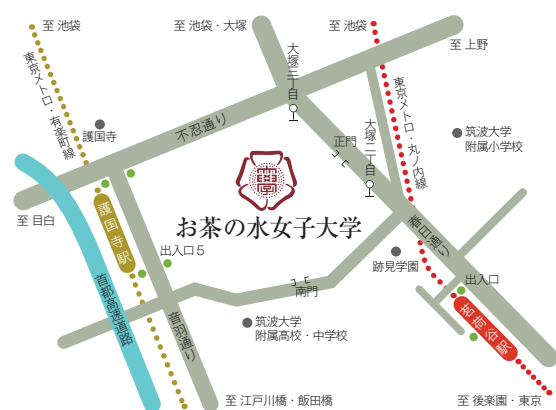 至 池袋
至 池袋・大塚
至 池袋
至 上野
東京メトロ・有楽町線
大塚三丁目
東京メトロ・丸ノ内線
護国寺
不忍通り
正門
大塚二丁目
筑波大学
附属小学校
お茶の水女子大学
至 目白
護国寺駅
出入口5
春日通り
跡見学園
出入口
首都高速道路
南門
音羽通り
筑波大学
附属高校・中学校
茗荷谷駅
至 江戸川橋・飯田橋
至 後楽園・東京